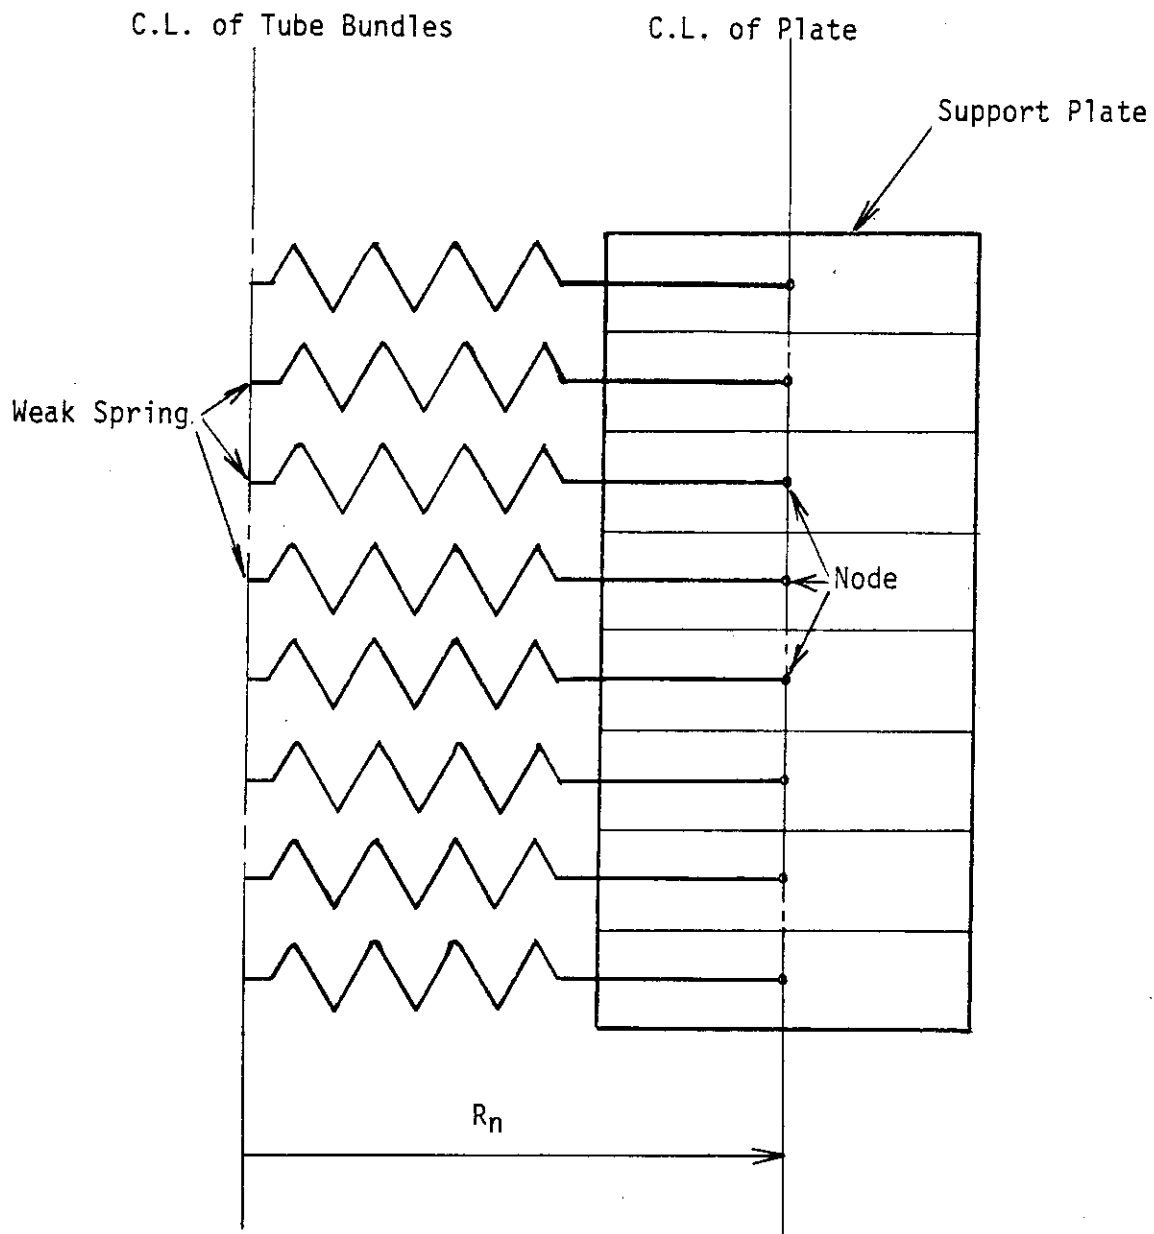 C.L. of Tube Bundles
C.L. of Plate
Support Plate
Weak Spring
Node
Rn